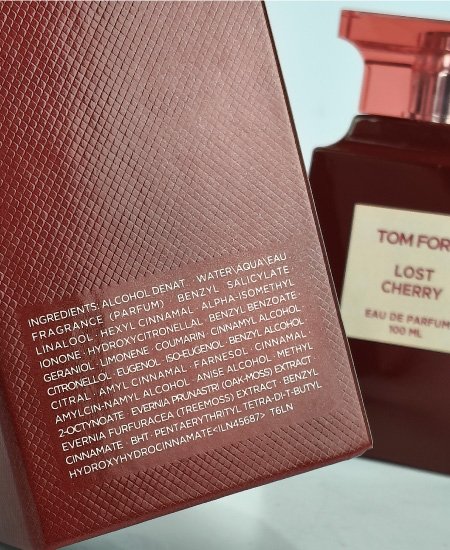 INGREDIENTS: ALCOHOL DENAT. · WATER\AQUA\EAU
FRAGRANCE (PARFUM) · BENZYL SALICYLATE ·
LINALOOL · HEXYL CINNAMAL · ALPHA-ISOMETHYL
IONONE · HYDROXYCITRONELLAL · BENZYL BENZOATE ·
GERANIOL · LIMONENE · COUMARIN · CINNAMYL ALCOHOL ·
CITRONELLOL · EUGENOL · ISO-EUGENOL · BENZYL ALCOHOL ·
CITRAL · AMYL CINNAMAL · FARNESOL · CINNAMAL ·
AMYLCIN-NAMYL ALCOHOL · ANISE ALCOHOL · METHYL
2-OCTYNOATE · EVERNIA PRUNASTRI (OAK-MOSS) EXTRACT ·
EVERNIA FURFURACEA (TREEMOSS) EXTRACT · BENZYL
CINNAMATE · BHT · PENTAERYTHRITYL TETRA-DI-T-BUTYL
HYDROXYHYDROCINNAMATE<ILN45687> T6LN
TOM FOR
LOST
CHERRY
EAU DE PARFUM
100 ML